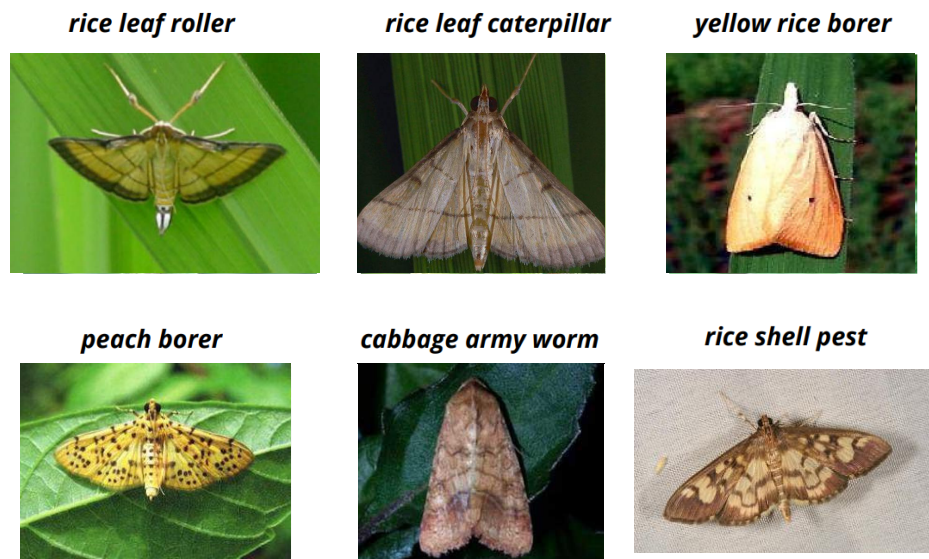 rice leaf roller
rice leaf caterpillar
yellow rice borer
peach borer
cabbage army worm
rice shell pest